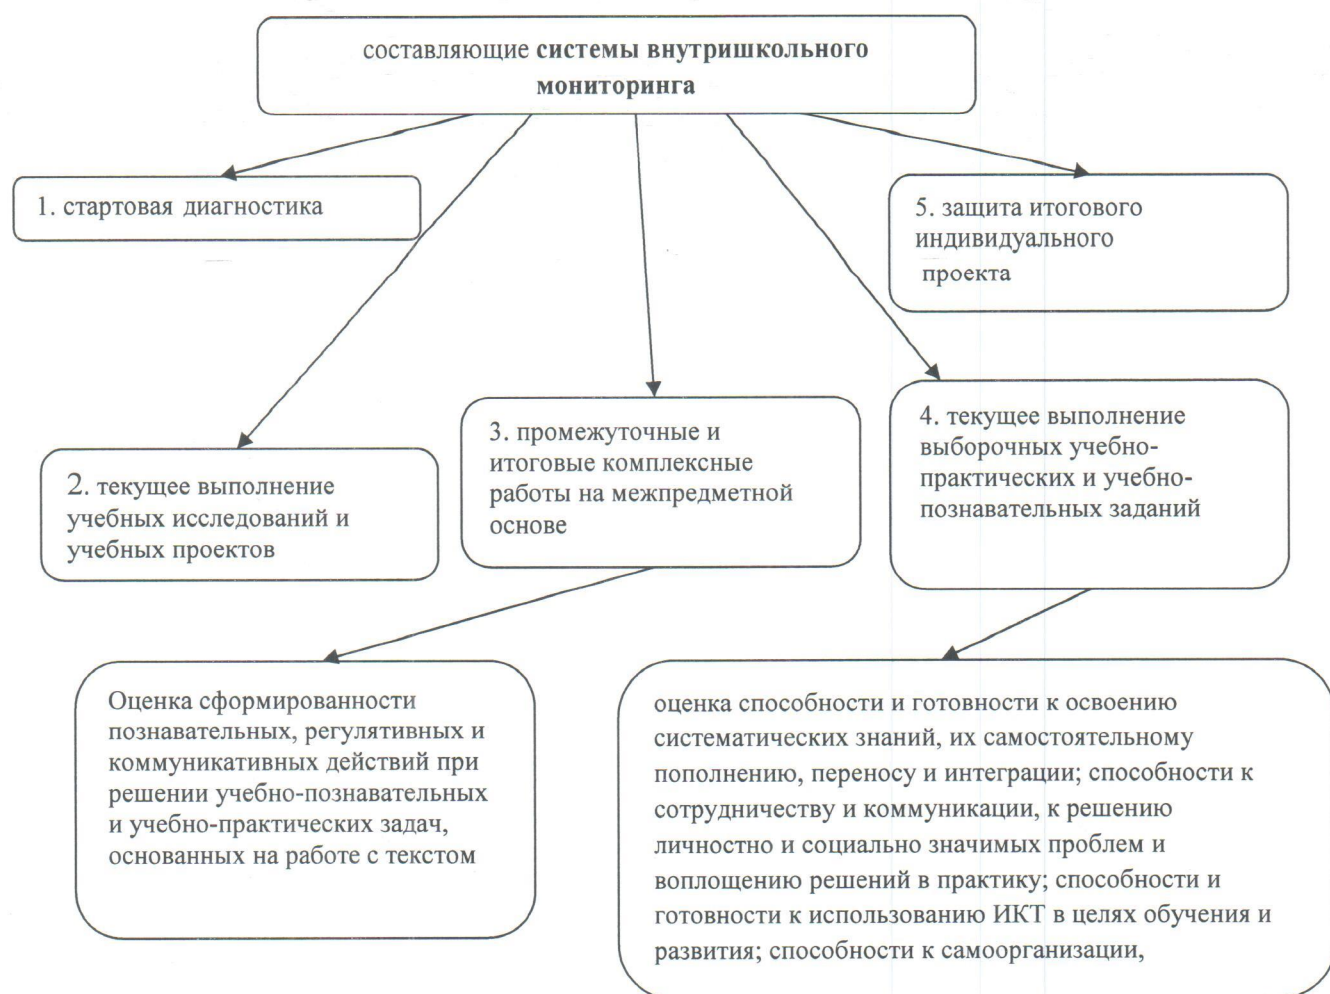 составляющие системы внутришкольного
мониторинга
1. стартовая диагностика
5. защита итогового
индивидуального
проекта
2. текущее выполнение
учебных исследований и
учебных проектов
3. промежуточные и
итоговые комплексные
работы на межпредметной
основе
4. текущее выполнение
выборочных учебно-
практических и учебно-
познавательных заданий
Оценка сформированности
познавательных, регулятивных и
коммуникативных действий при
решении учебно-познавательных
и учебно-практических задач,
основанных на работе с текстом
оценка способности и готовности к освоению
систематических знаний, их самостоятельному
пополнению, переносу и интеграции; способности к
сотрудничеству и коммуникации, к решению
личностно и социально значимых проблем и
воплощению решений в практику; способности и
готовности к использованию ИКТ в целях обучения и
развития; способности к самоорганизации,